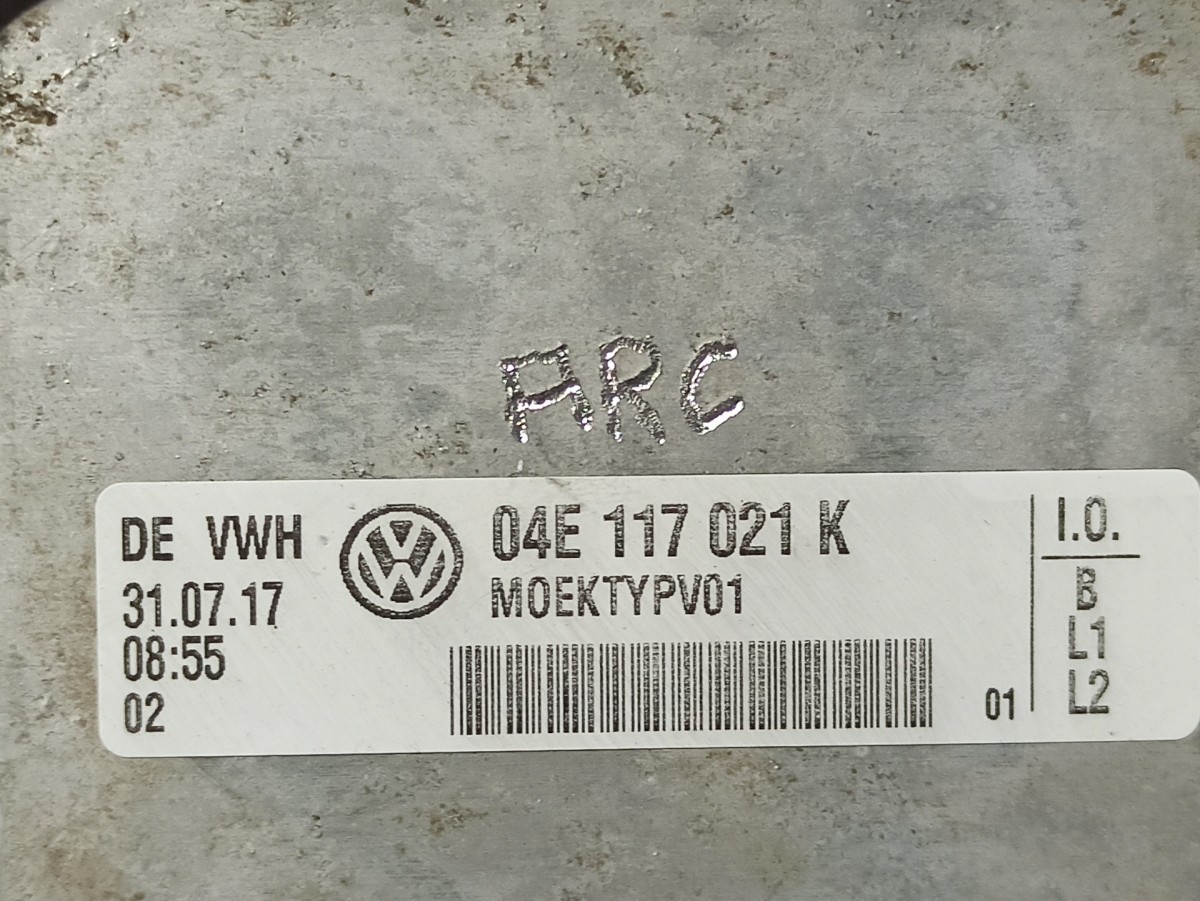 ARC
DE VWH
31.07.17
08:55
02
04E 117 021 K
MOEKTYPV01
01
I.O.
B
L1
L2